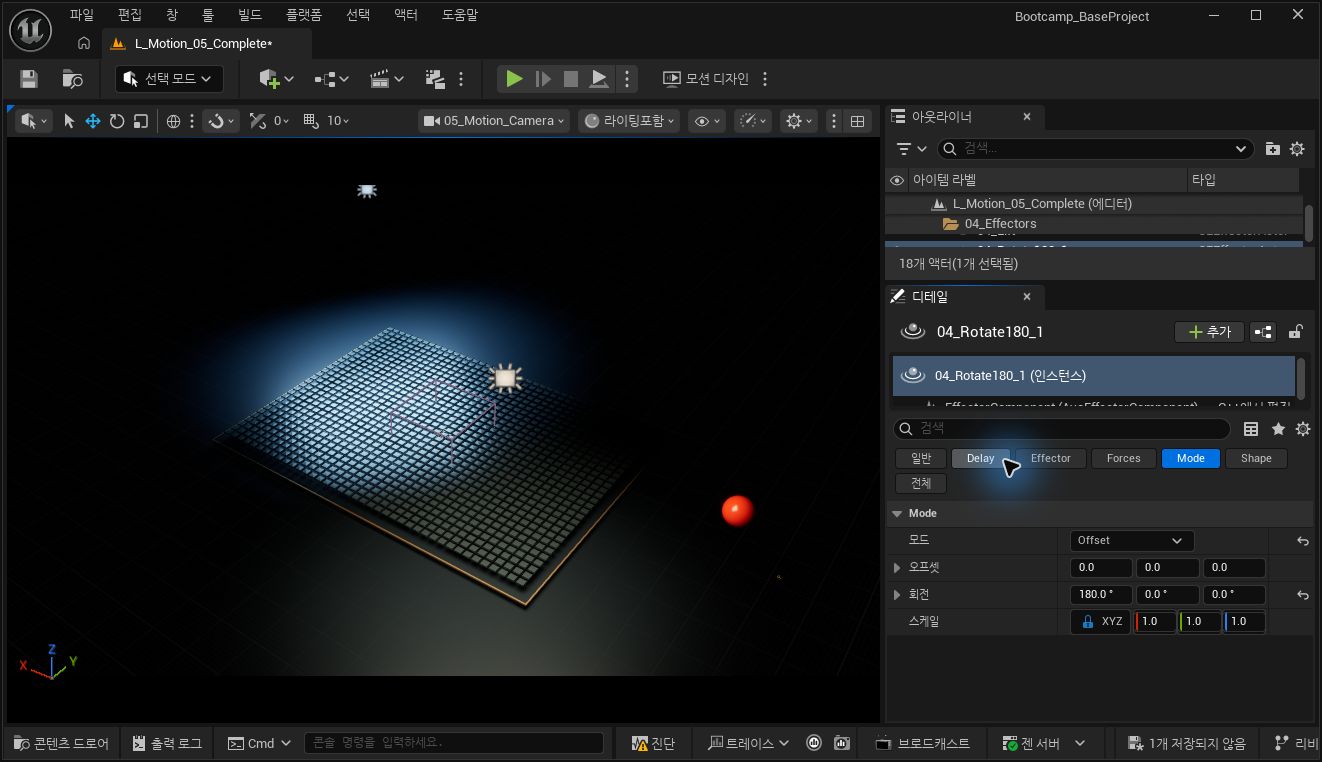 파일 편집 창 툴 빌드 플랫폼 선택 액터 도움말
Bootcamp_BaseProject
L_Motion_05_Complete*
선택 모드
모션 디자인
0
10
05_Motion_Camera
라이팅포함
아웃라이너
검색...
아이템 라벨 타입
L_Motion_05_Complete (에디터)
04_Effectors
18개 액터(1개 선택됨)
디테일
04_Rotate180_1
추가
04_Rotate180_1 (인스턴스)
검색
일반 Delay Effector Forces Mode Shape
전체
Mode
모드 Offset
오프셋 0.0 0.0 0.0
회전 180.0 ° 0.0 ° 0.0 °
스케일 XYZ 1.0 1.0 1.0
Z
X Y
콘텐츠 드로어 출력 로그 Cmd 콘솔 명령을 입력하세요. 진단 트레이스 브로드캐스트 젠 서버 1개 저장되지 않음 리비